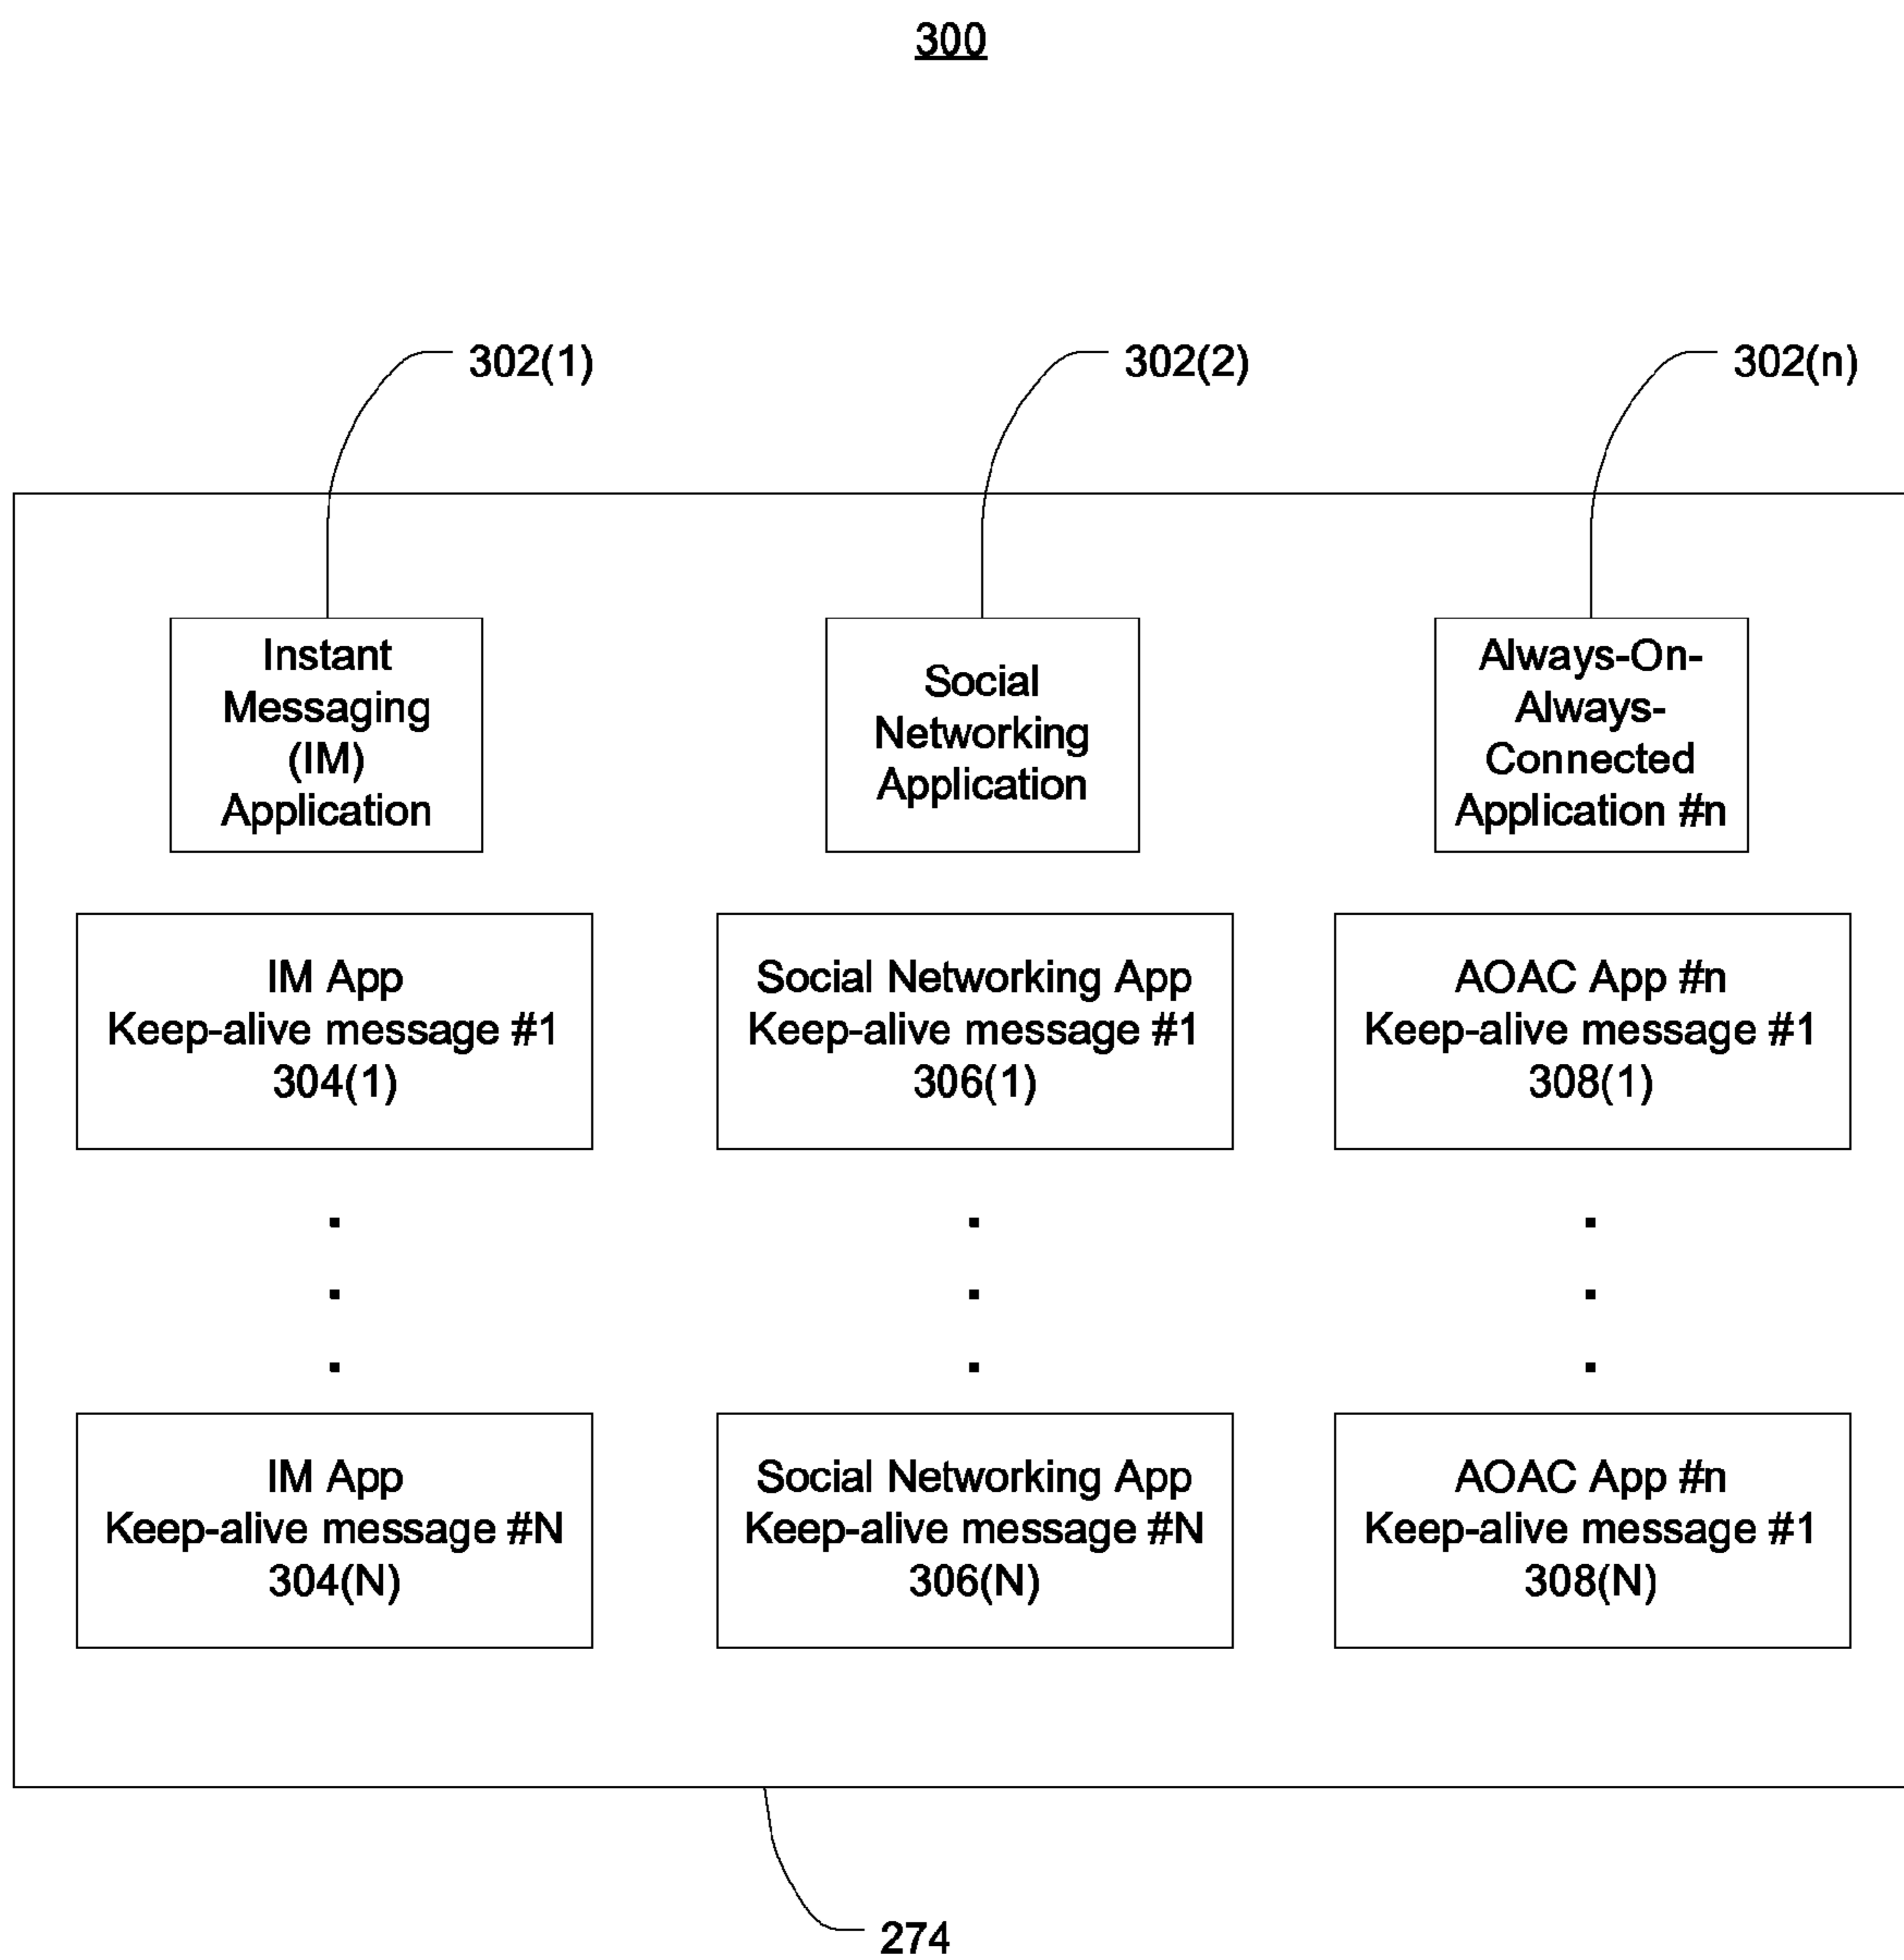 300
302(1)
302(2)
302(n)
Instant
Messaging
(IM)
Application
Social
Networking
Application
Always-On-
Always-
Connected
Application #n
IM App
Keep-alive message #1
304(1)
Social Networking App
Keep-alive message #1
306(1)
AOAC App #n
Keep-alive message #1
308(1)
IM App
Keep-alive message #N
304(N)
Social Networking App
Keep-alive message #N
306(N)
AOAC App #n
Keep-alive message #1
308(N)
274